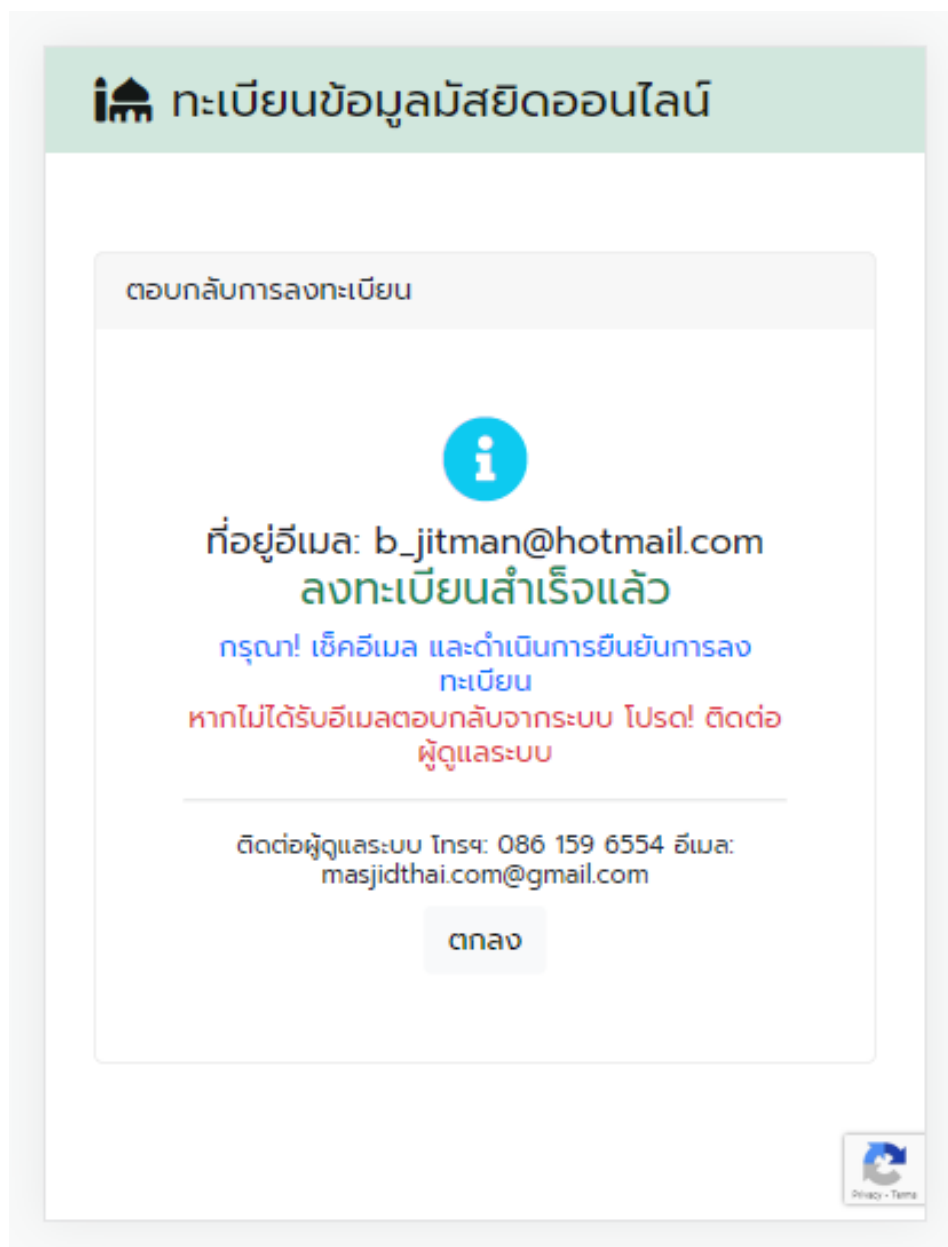 ทะเบียนข้อมูลมัสยิดออนไลน์
ตอบกลับการลงทะเบียน
ที่อยู่อีเมล: b_jitman@hotmail.com
ลงทะเบียนสำเร็จแล้ว
กรุณา! เช็คอีเมล และดำเนินการยืนยันการลง
ทะเบียน
หากไม่ได้รับอีเมลตอบกลับจากระบบ โปรด! ติดต่อ
ผู้ดูแลระบบ
ติดต่อผู้ดูแลระบบ โทรฯ: 086 159 6554 อีเมล:
masjidthai.com@gmail.com
ตกลง
Privacy - Terms